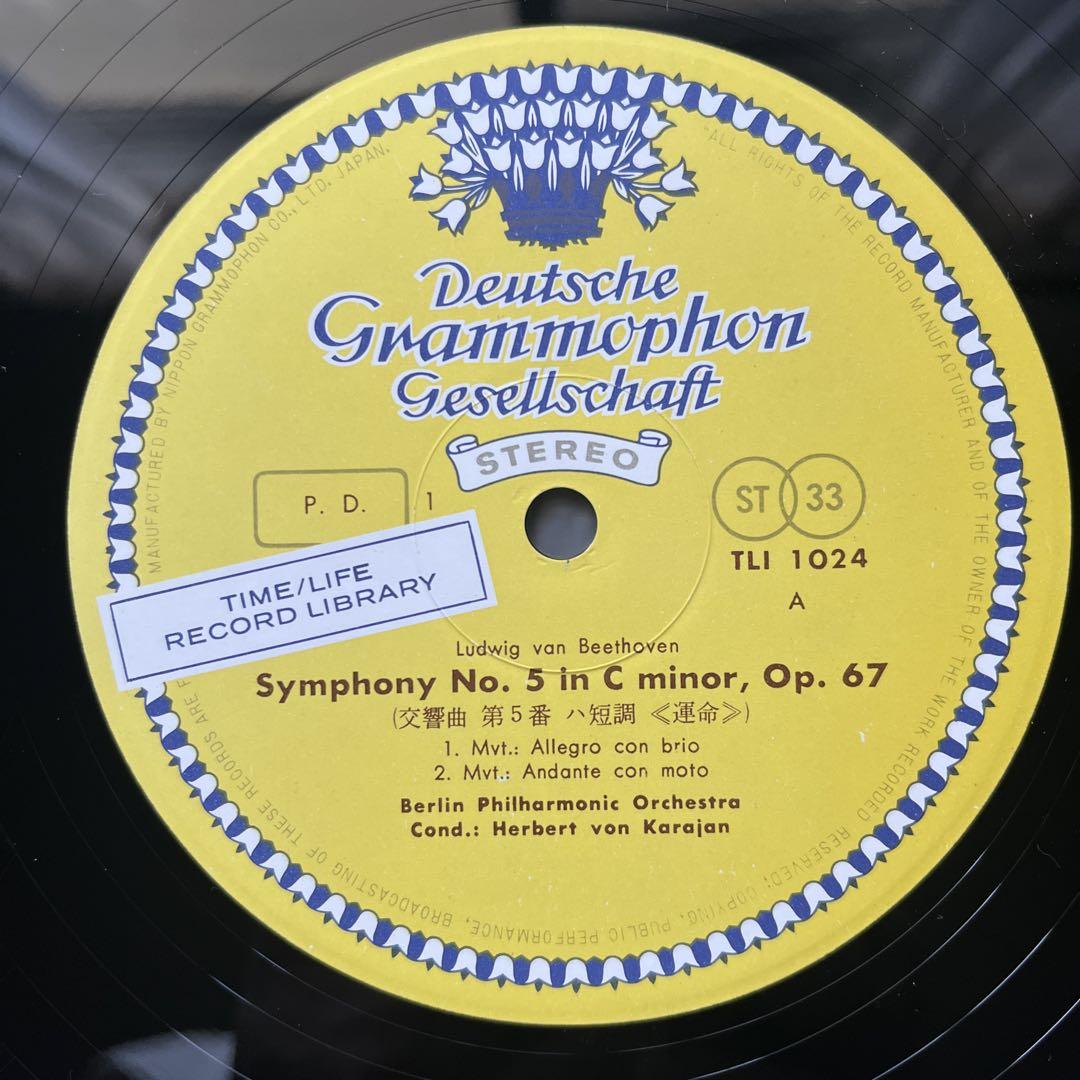 Deutsche
Grammophon
Gesellschaft
STEREO
P. D. 1
ST 33
TLI 1024
A
TIME/LIFE
RECORD LIBRARY
Ludwig van Beethoven
Symphony No. 5 in C minor, Op. 67
(交響曲 第5番 ハ短調 ≪運命≫)
1. Mvt.: Allegro con brio
2. Mvt.: Andante con moto
Berlin Philharmonic Orchestra
Cond.: Herbert von Karajan
"ALL RIGHTS OF THE RECORD MANUFACTURER AND OF THE OWNER OF THE WORK RECORDED RESERVED; COPYING, PUBLIC PERFORMANCE, BROADCASTING OF THESE RECORDS ARE
MANUFACTURED BY NIPPON GRAMMOPHON CO., LTD. JAPAN.